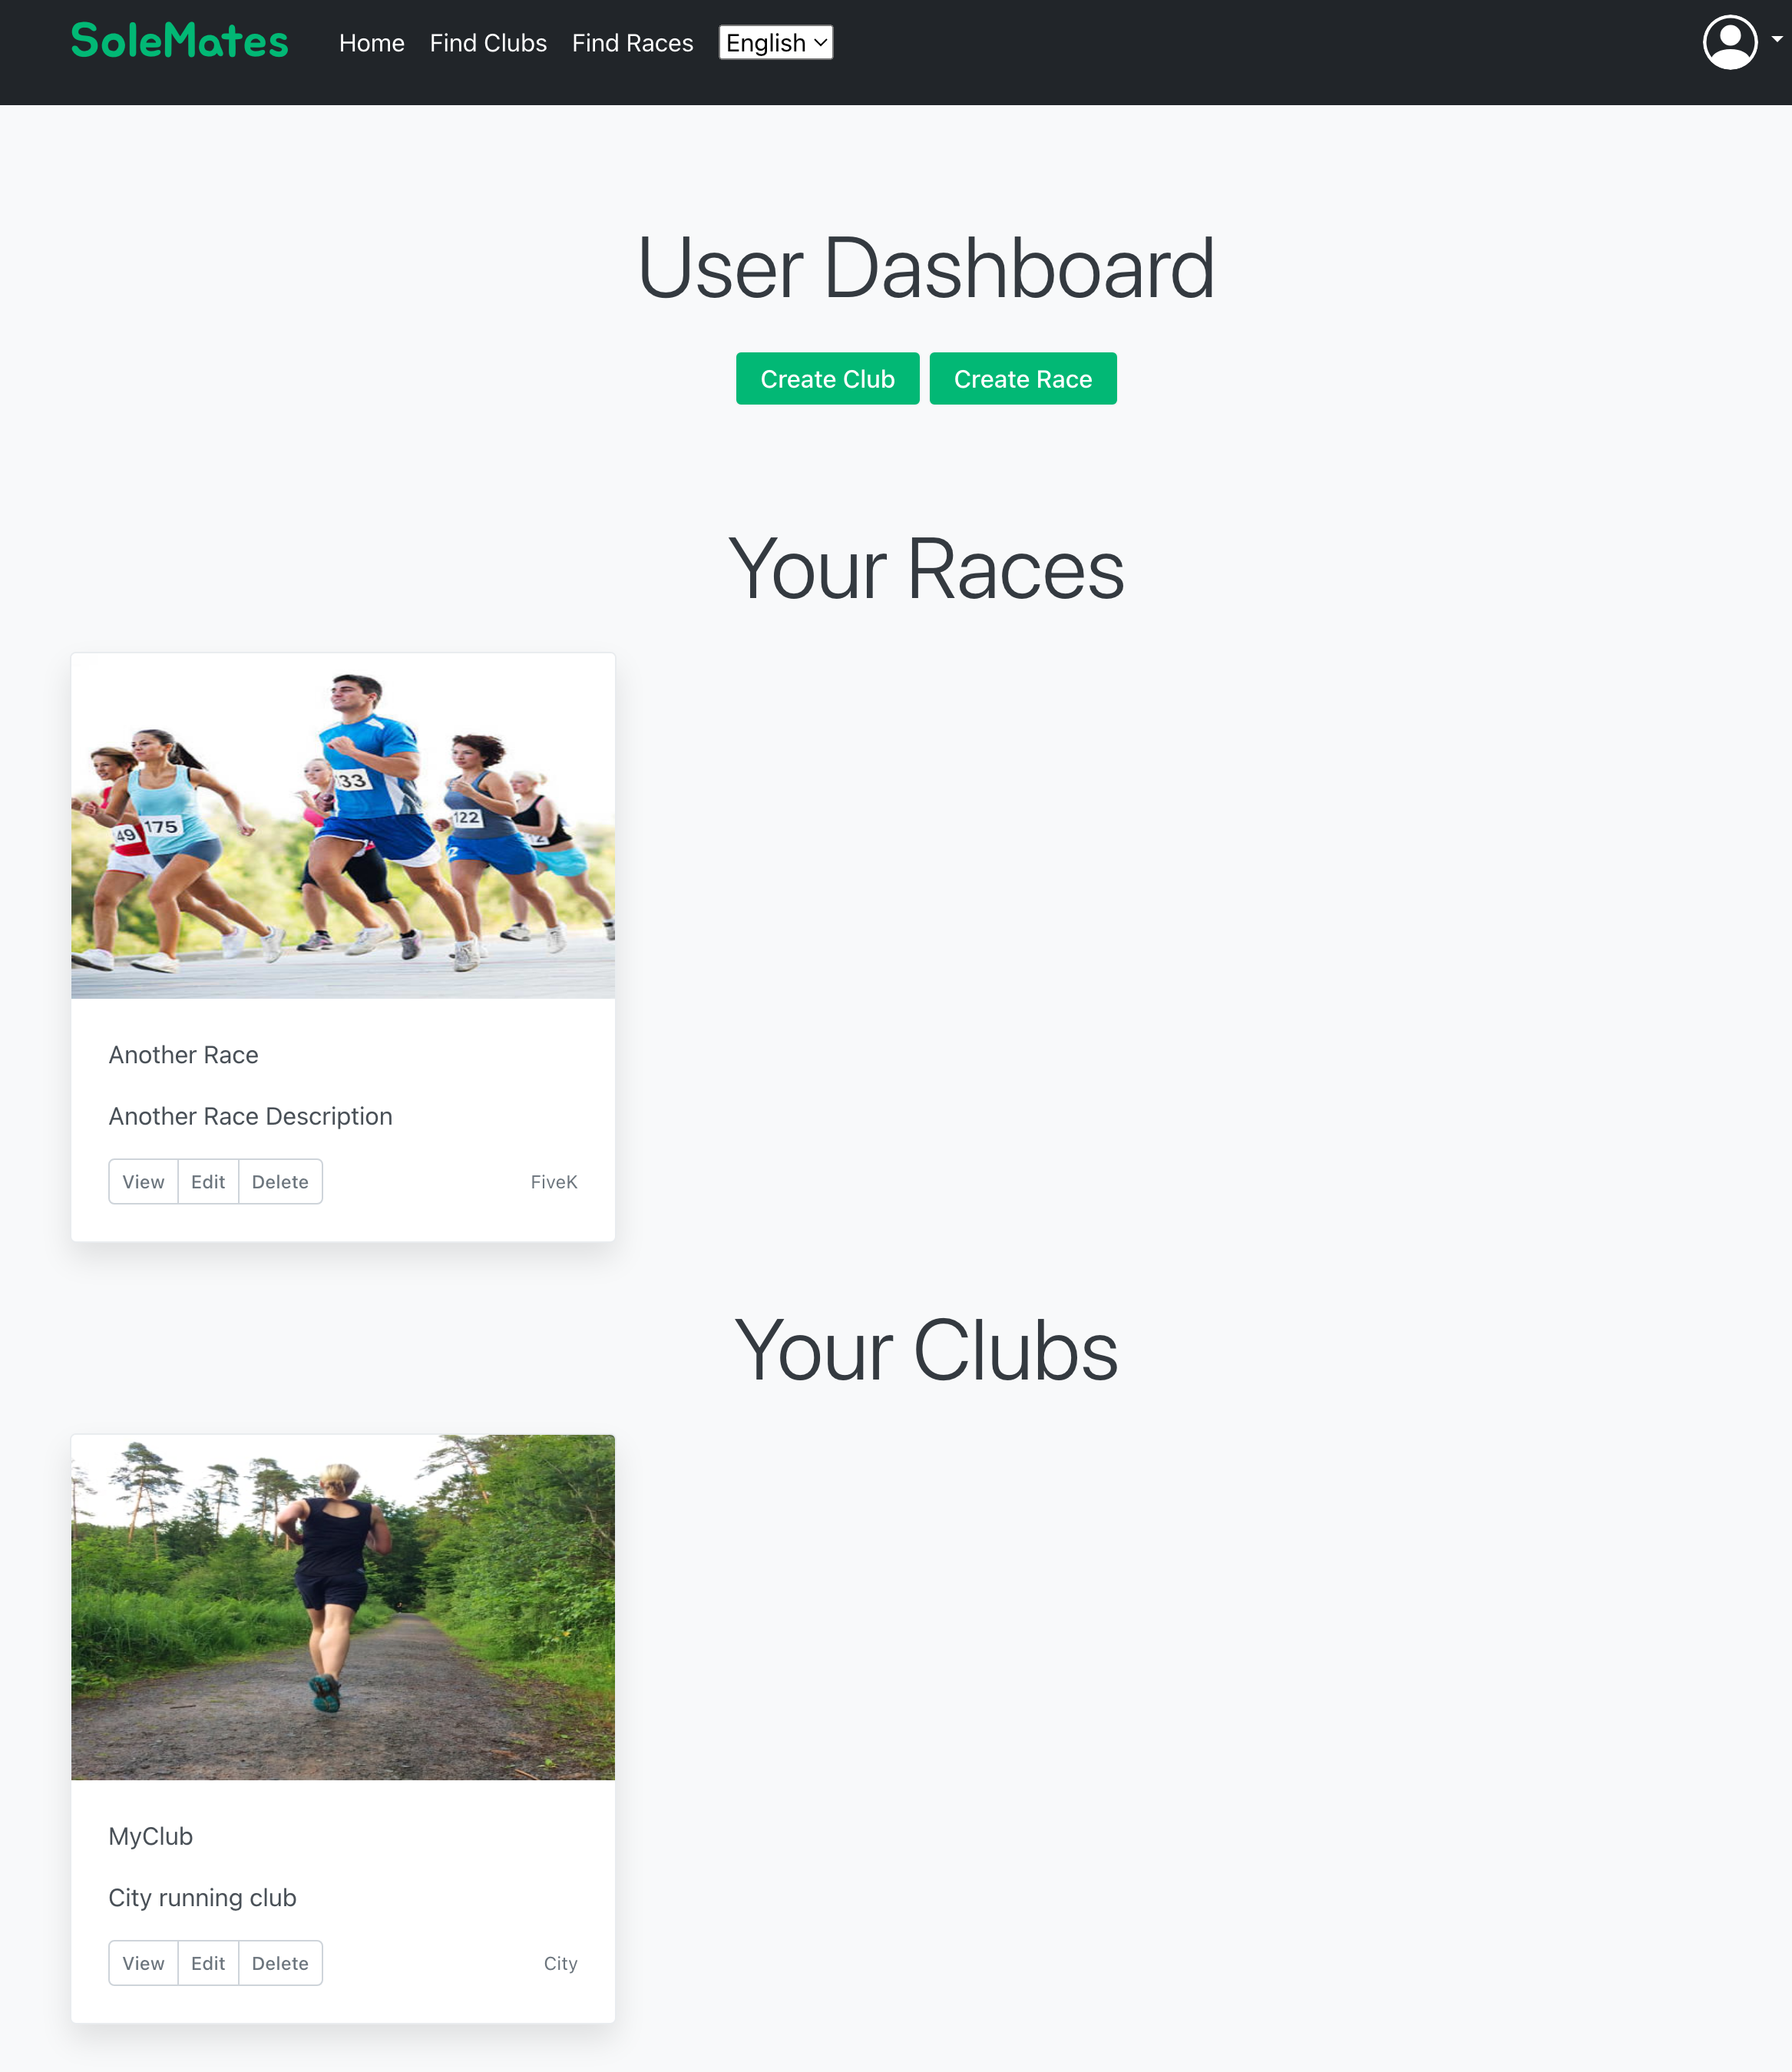 SoleMates Home Find Clubs Find Races English
User Dashboard
Create Club Create Race
Your Races
49 175 33 122 2
Another Race
Another Race Description
View Edit Delete FiveK
Your Clubs
MyClub
City running club
View Edit Delete City